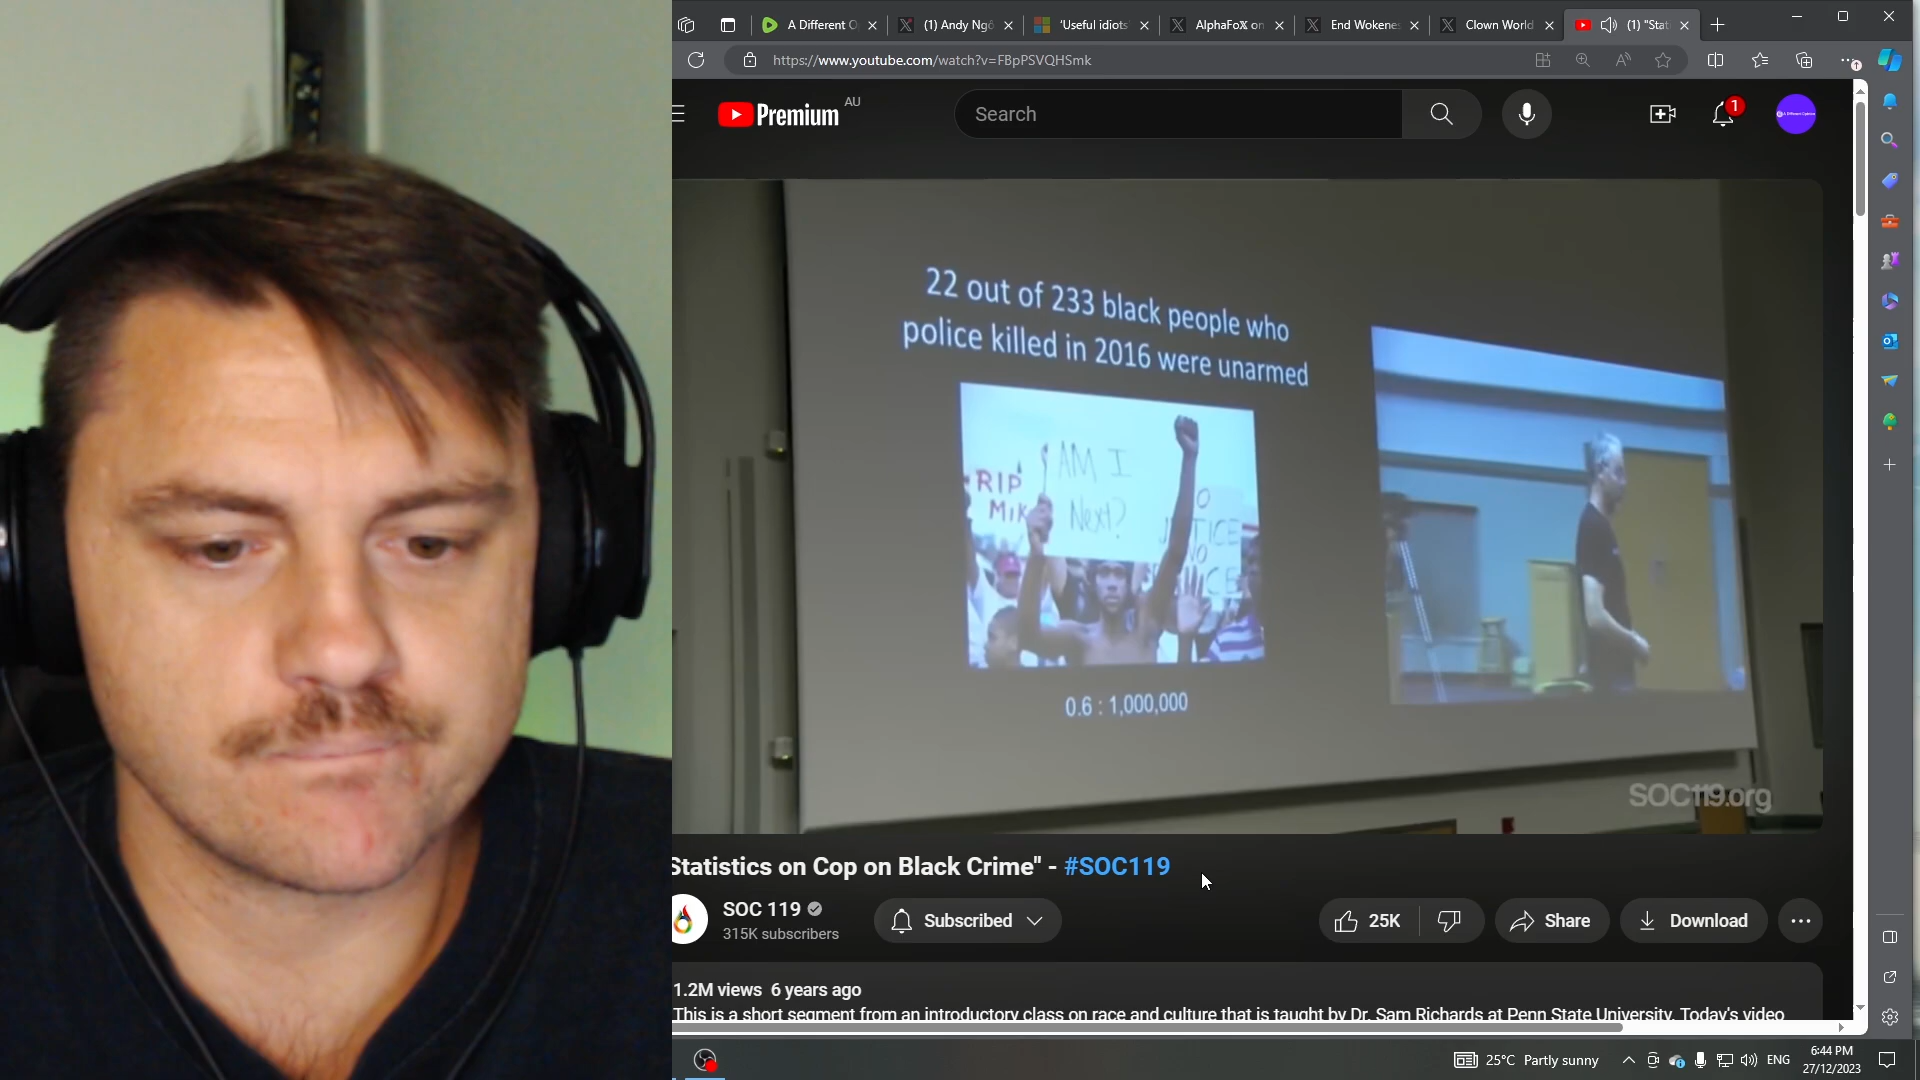 A Different O
(1) Andy Ngô
'Useful idiots'
AlphaFoX on
End Wokenes
Clown World
(1) "Stat
https://www.youtube.com/watch?v=FBpPSVQHSmk
Premium AU
Search
1
22 out of 233 black people who
police killed in 2016 were unarmed
RIP
MIK
AM I
Next?
O
JUSTICE
NO
0.6 : 1,000,000
SOC119.org
Statistics on Cop on Black Crime" - #SOC119
SOC 119
315K subscribers
Subscribed
25K
Share
Download
1.2M views 6 years ago
This is a short segment from an introductory class on race and culture that is taught by Dr. Sam Richards at Penn State University. Today's video
25°C Partly sunny
ENG
6:44 PM
27/12/2023